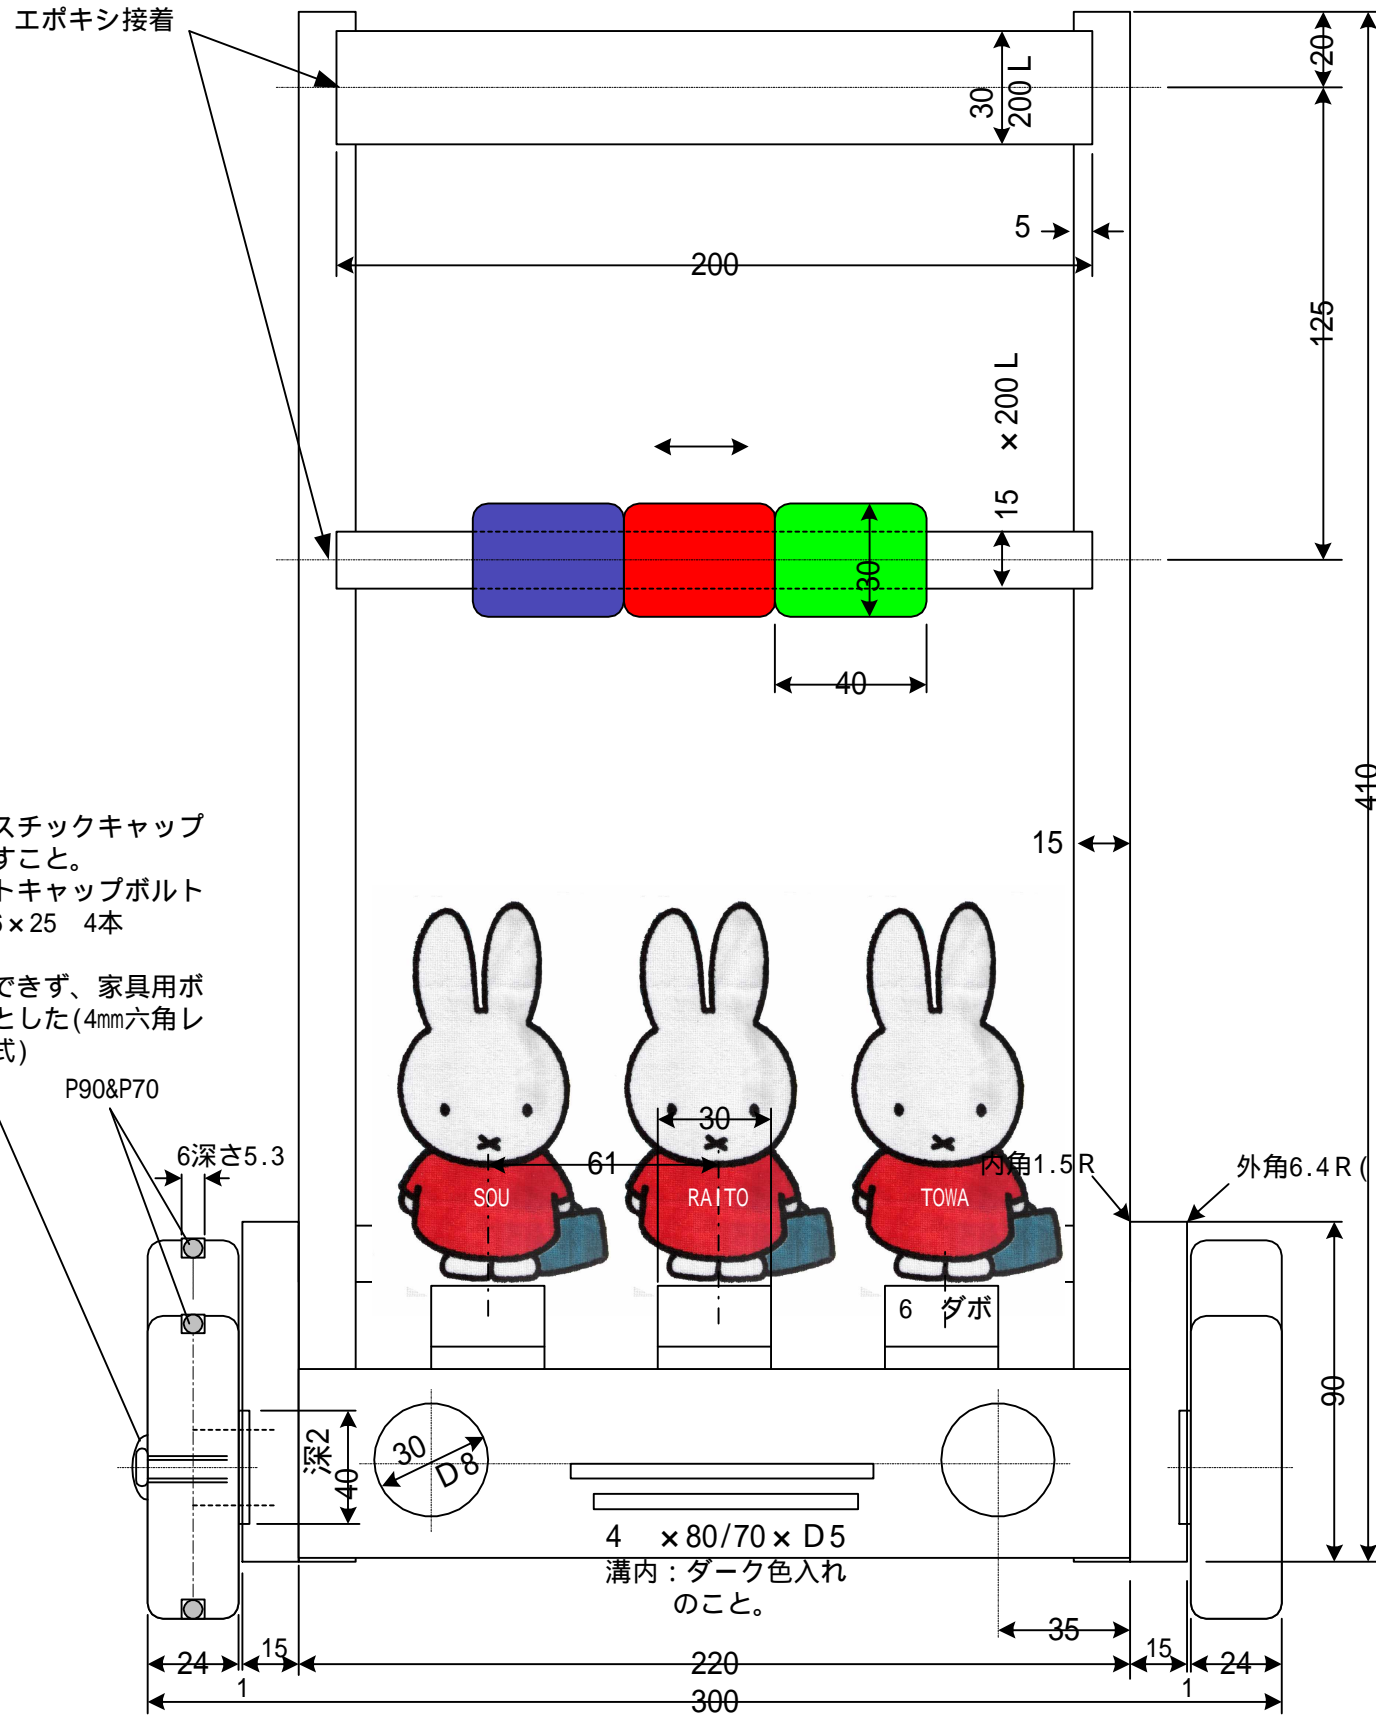 エポキシ接着
20
30
200L
5
200
125
15 ×200L
30
40
410
スチックキャップ
すこと。
トキャップボルト
6×25 4本
できず、家具用ボ
とした(4㎜六角レ
式)
15
P90&P70
6深さ5.3
30
61
内角1.5R
外角6.4R(
SOU
RAITO
TOWA
6 ダボ
90
深2
40
30
D8
4 ×80/70×D5
溝内：ダーク色入れ
のこと。
35
24
15
220
15
24
1
1
300